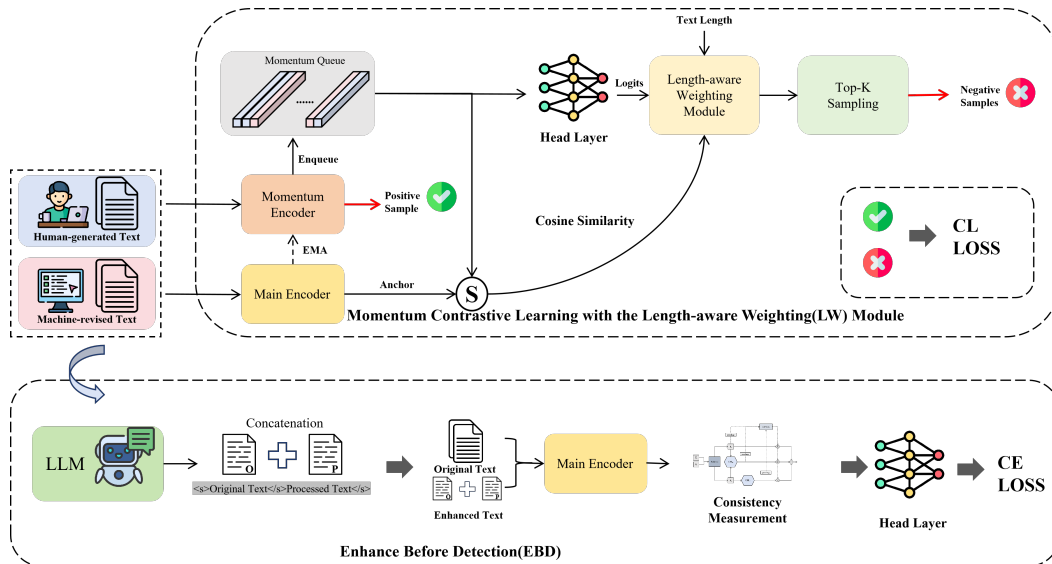 Text Length
Momentum Queue
......
Logits
Length-aware
Weighting
Module
Top-K
Sampling
Negative
Samples
Head Layer
Enqueue
Momentum
Encoder
Positive
Sample
Human-generated Text
Cosine Similarity
CL
LOSS
EMA
Machine-revised Text
Main Encoder
Anchor
S
Momentum Contrastive Learning with the Length-aware Weighting(LW) Module
LLM
Concatenation
O
P
<s>Original Text</s>Processed Text</s>
Original Text
O
P
Enhanced Text
Main Encoder
Consistency
Measurement
Head Layer
CE
LOSS
Enhance Before Detection(EBD)